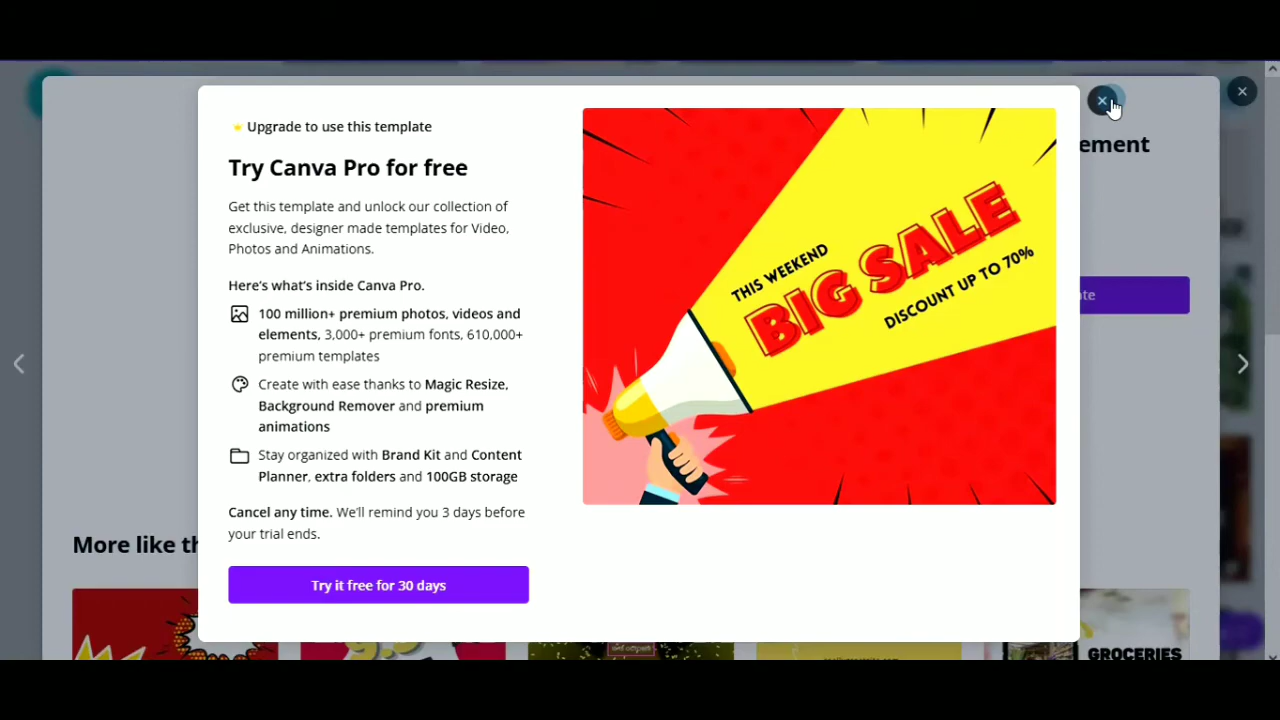 Upgrade to use this template
Try Canva Pro for free
Get this template and unlock our collection of
exclusive, designer made templates for Video,
Photos and Animations.
Here's what's inside Canva Pro.
100 million+ premium photos, videos and
elements, 3,000+ premium fonts, 610,000+
premium templates
Create with ease thanks to Magic Resize,
Background Remover and premium
animations
Stay organized with Brand Kit and Content
Planner, extra folders and 100GB storage
Cancel any time. We'll remind you 3 days before
your trial ends.
Try it free for 30 days
THIS WEEKEND
BIG SALE
DISCOUNT UP TO 70%
ement
te
More like th
GROCERIES